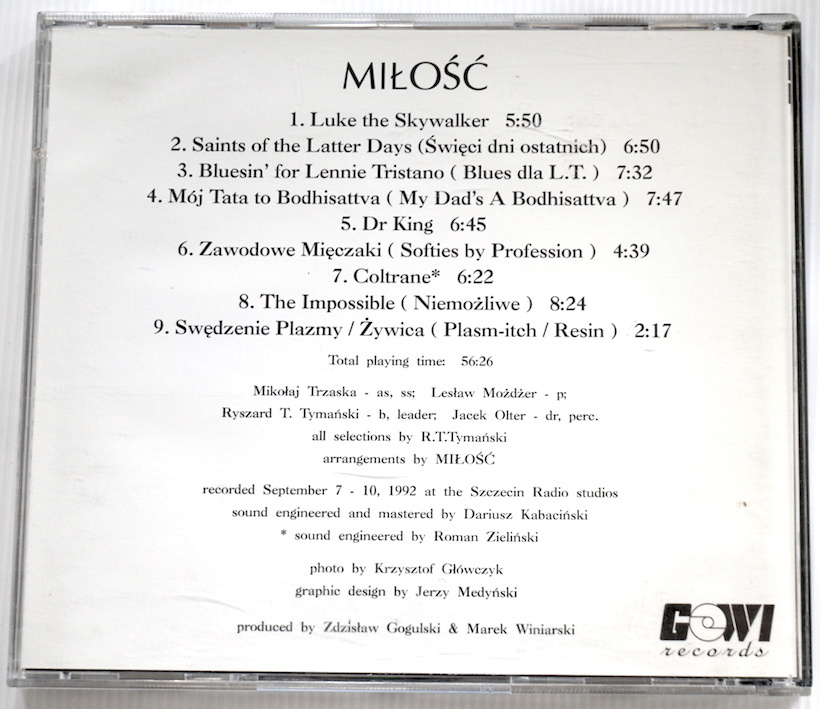 MIŁOŚĆ
1. Luke the Skywalker 5:50
2. Saints of the Latter Days (Święci dni ostatnich) 6:50
3. Bluesin' for Lennie Tristano ( Blues dla L.T. ) 7:32
4. Mój Tata to Bodhisattva ( My Dad's A Bodhisattva ) 7:47
5. Dr King 6:45
6. Zawodowe Mięczaki ( Softies by Profession ) 4:39
7. Coltrane* 6:22
8. The Impossible ( Niemożliwe ) 8:24
9. Swędzenie Plazmy / Żywica ( Plasm-itch / Resin ) 2:17
Total playing time: 56:26
Mikołaj Trzaska - as, ss; Lesław Możdżer - p;
Ryszard T. Tymański - b, leader; Jacek Olter - dr, perc.
all selections by R.T.Tymański
arrangements by MIŁOŚĆ
recorded September 7 - 10, 1992 at the Szczecin Radio studios
sound engineered and mastered by Dariusz Kabaciński
* sound engineered by Roman Zieliński
photo by Krzysztof Główczyk
graphic design by Jerzy Medyński
produced by Zdzisław Gogulski & Marek Winiarski
GOWI
records